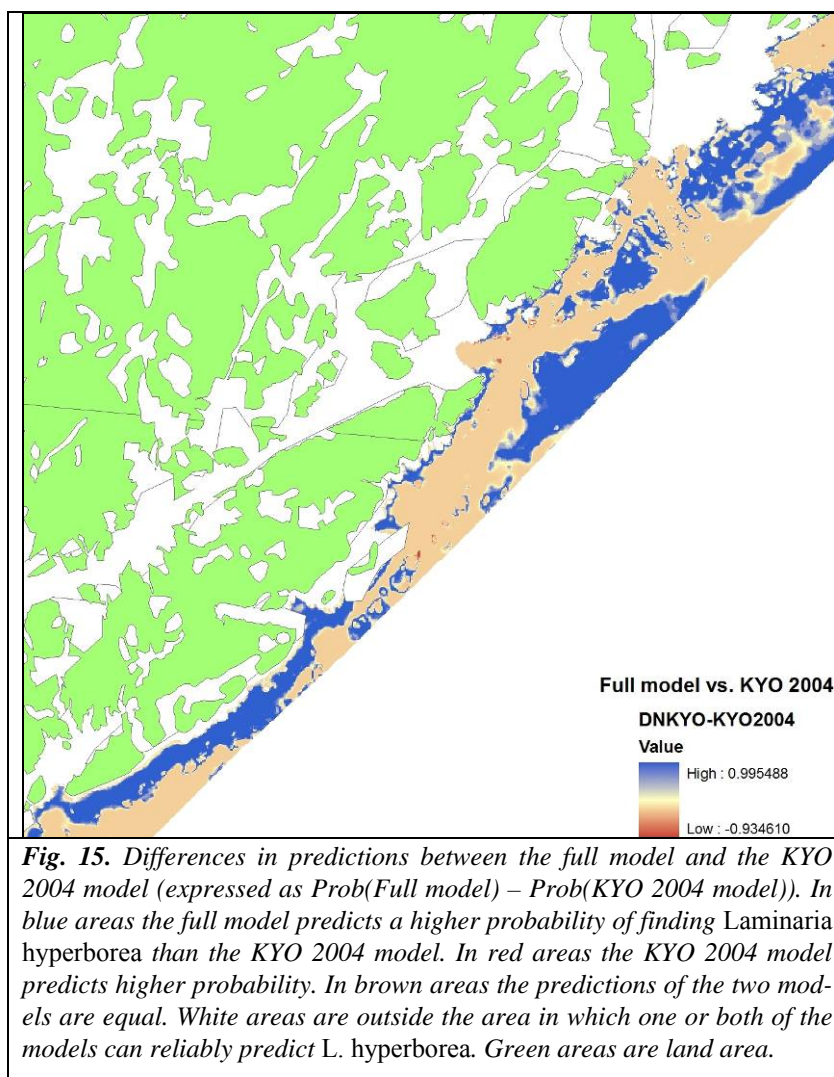 Full model vs. KYO 2004
DNKYO-KYO2004
Value
High : 0.995488
Low : -0.934610
Fig. 15. Differences in predictions between the full model and the KYO
2004 model (expressed as Prob(Full model) – Prob(KYO 2004 model)). In
blue areas the full model predicts a higher probability of finding Laminaria
hyperborea than the KYO 2004 model. In red areas the KYO 2004 model
predicts higher probability. In brown areas the predictions of the two mod-
els are equal. White areas are outside the area in which one or both of the
models can reliably predict L. hyperborea. Green areas are land area.